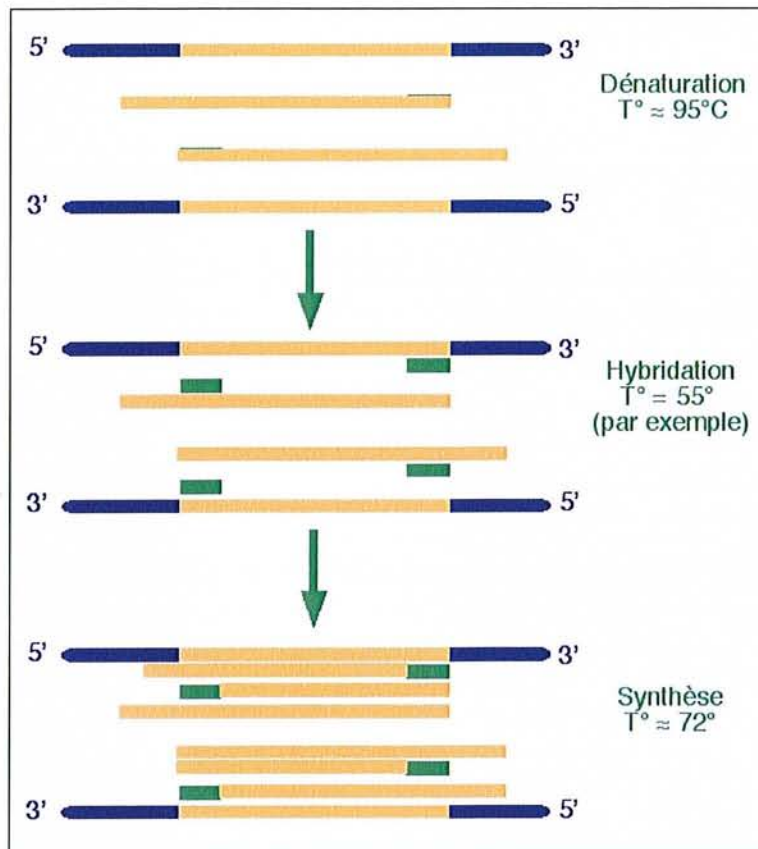 5’
3’
Dénaturation
T° ≈ 95°C
3’
5’
5’
3’
Hybridation
T° = 55°
(par exemple)
3’
5’
5’
3’
Synthèse
T° ≈ 72°
3’
5’